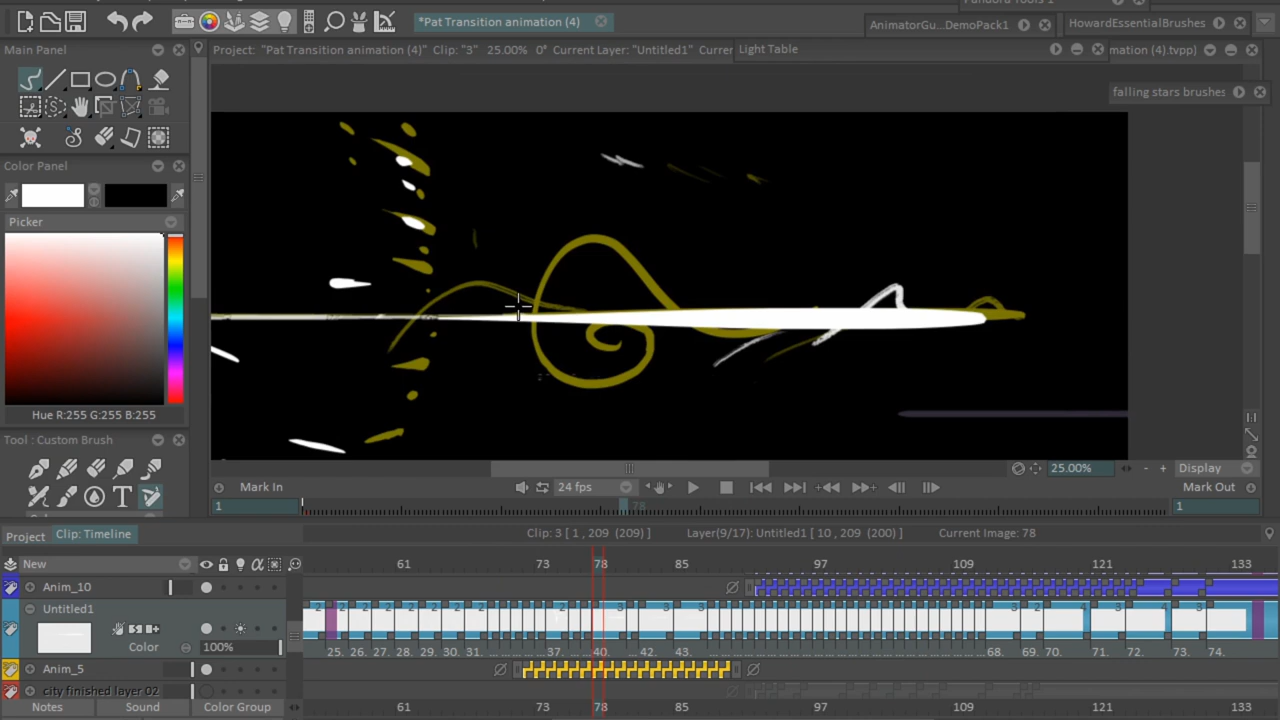 Pandora Tools 1
*Pat Transition animation (4)
AnimatorGu...DemoPack1
HowardEssentialBrushes
Main Panel
Project: "Pat Transition animation (4)" Clip: "3" 25.00% 0° Current Layer: "Untitled1" Currer
Light Table
mation (4).tvpp)
falling stars brushes
Color Panel
Picker
Hue R:255 G:255 B:255
Tool : Custom Brush
25.00%
Display
Mark In
24 fps
Mark Out
1
78
1
Project
Clip: Timeline
Clip: 3 [ 1 , 209 (209) ]
Layer(9/17): Untitled1 [ 10 , 209 (200) ]
Current Image: 78
New
61 73 78 85 97 109 121 133
Anim_10
Untitled1
Color
100%
25. 26. 27. 28. 29. 30. 31. ... 37. ... 40. ... 42. ... 43. ... 68. 69. 70. 71. 72. 73. 74.
Anim_5
city finished layer 02
Notes
Sound
Color Group
61 73 78 85 97 109 121 133